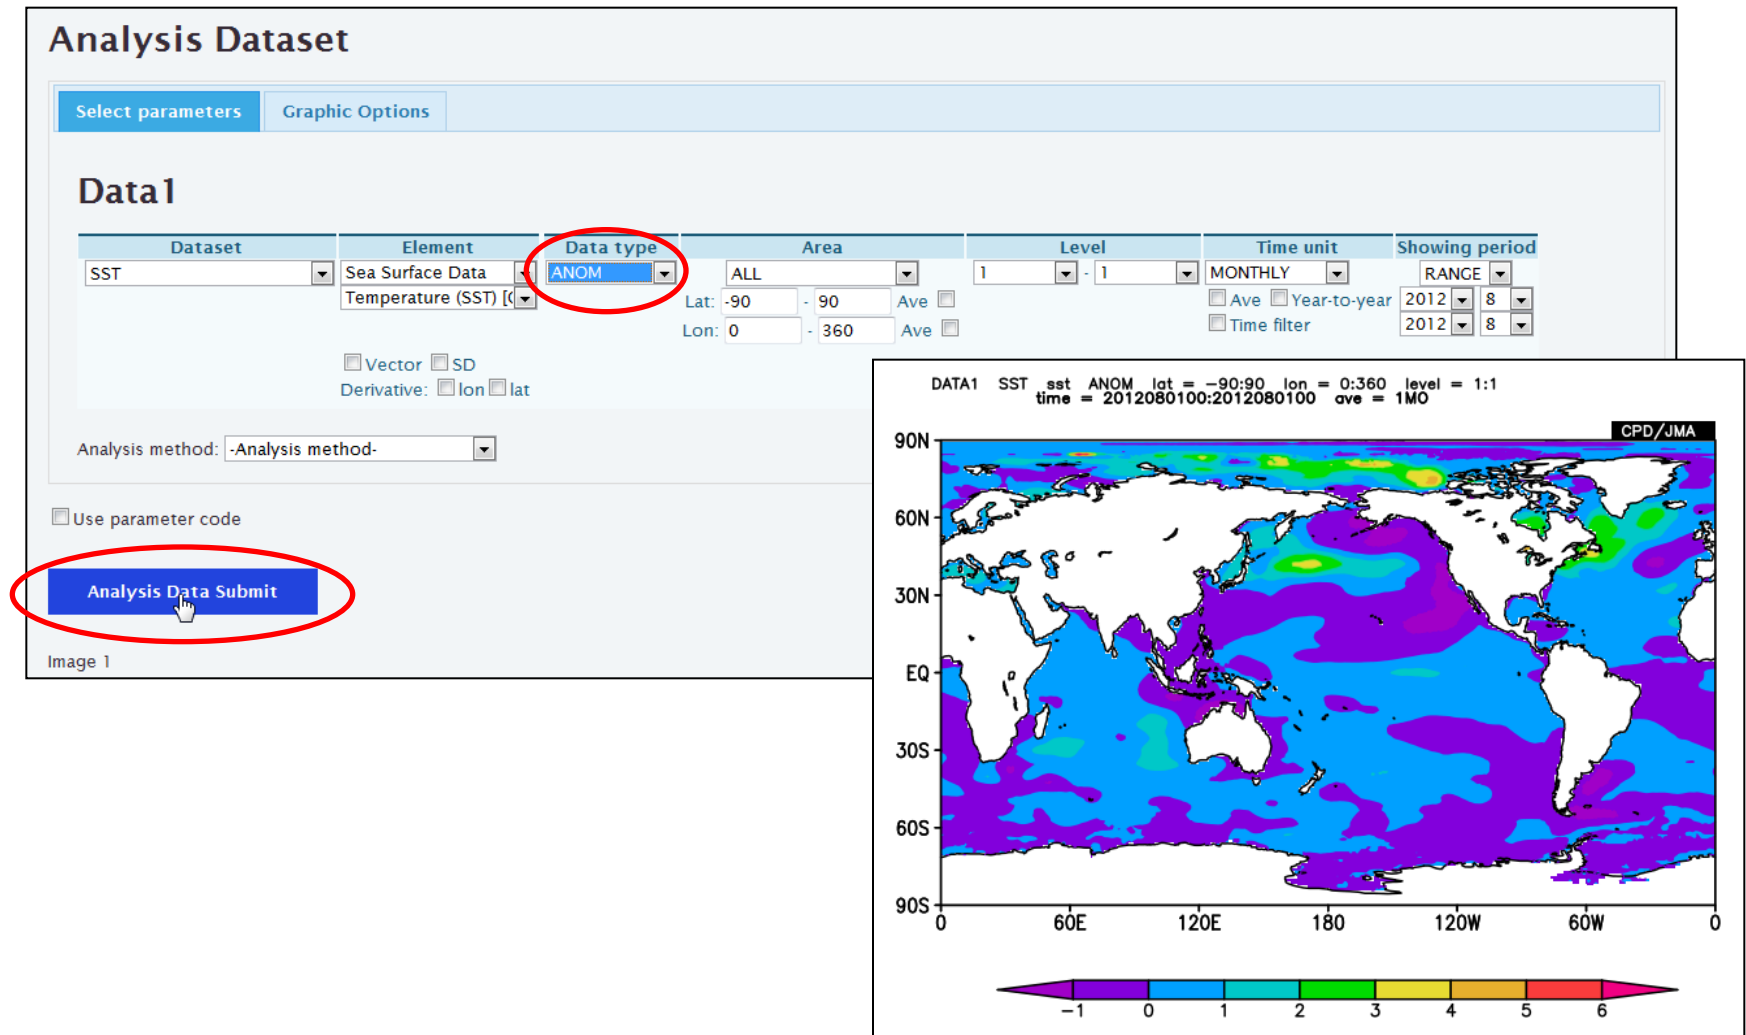 Analysis Dataset
Select parameters Graphic Options
Data1
Dataset Element Data type Area Level Time unit Showing period
SST Sea Surface Data ANOM ALL 1 - 1 MONTHLY RANGE
Temperature (SST) [ Lat: -90 - 90 Ave Ave Year-to-year 2012 8
Lon: 0 - 360 Ave Time filter 2012 8
Vector SD
Derivative: lon lat
Analysis method: -Analysis method-
Use parameter code
Analysis Data Submit
Image 1
DATA1 SST sst ANOM lat = -90:90 lon = 0:360 level = 1:1
time = 2012080100:2012080100 ave = 1MO
CPD/JMA
90N
60N
30N
EQ
30S
60S
90S
0 60E 120E 180 120W 60W 0
-1 0 1 2 3 4 5 6